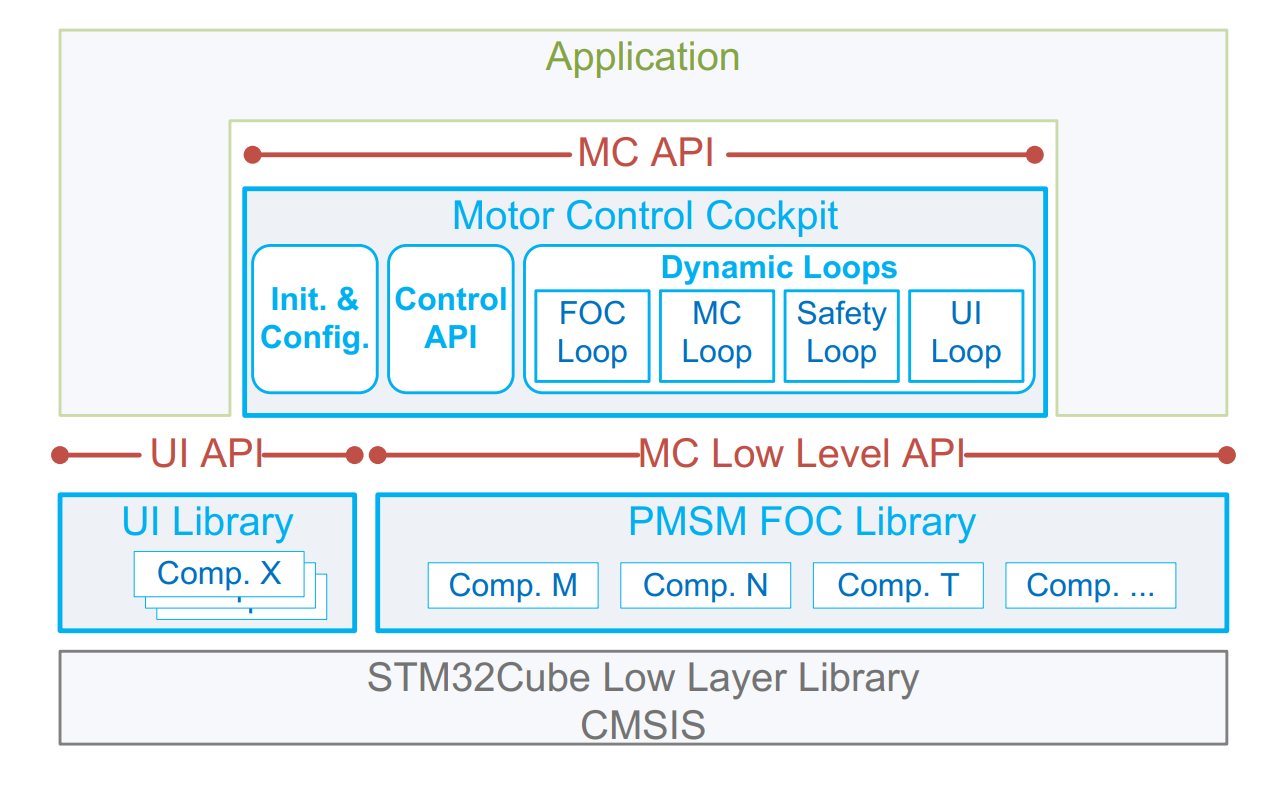 Application
MC API
Motor Control Cockpit
Init. &
Config.
Control
API
Dynamic Loops
FOC
Loop
MC
Loop
Safety
Loop
UI
Loop
UI API
MC Low Level API
UI Library
Comp. X
PMSM FOC Library
Comp. M
Comp. N
Comp. T
Comp. ...
STM32Cube Low Layer Library
CMSIS